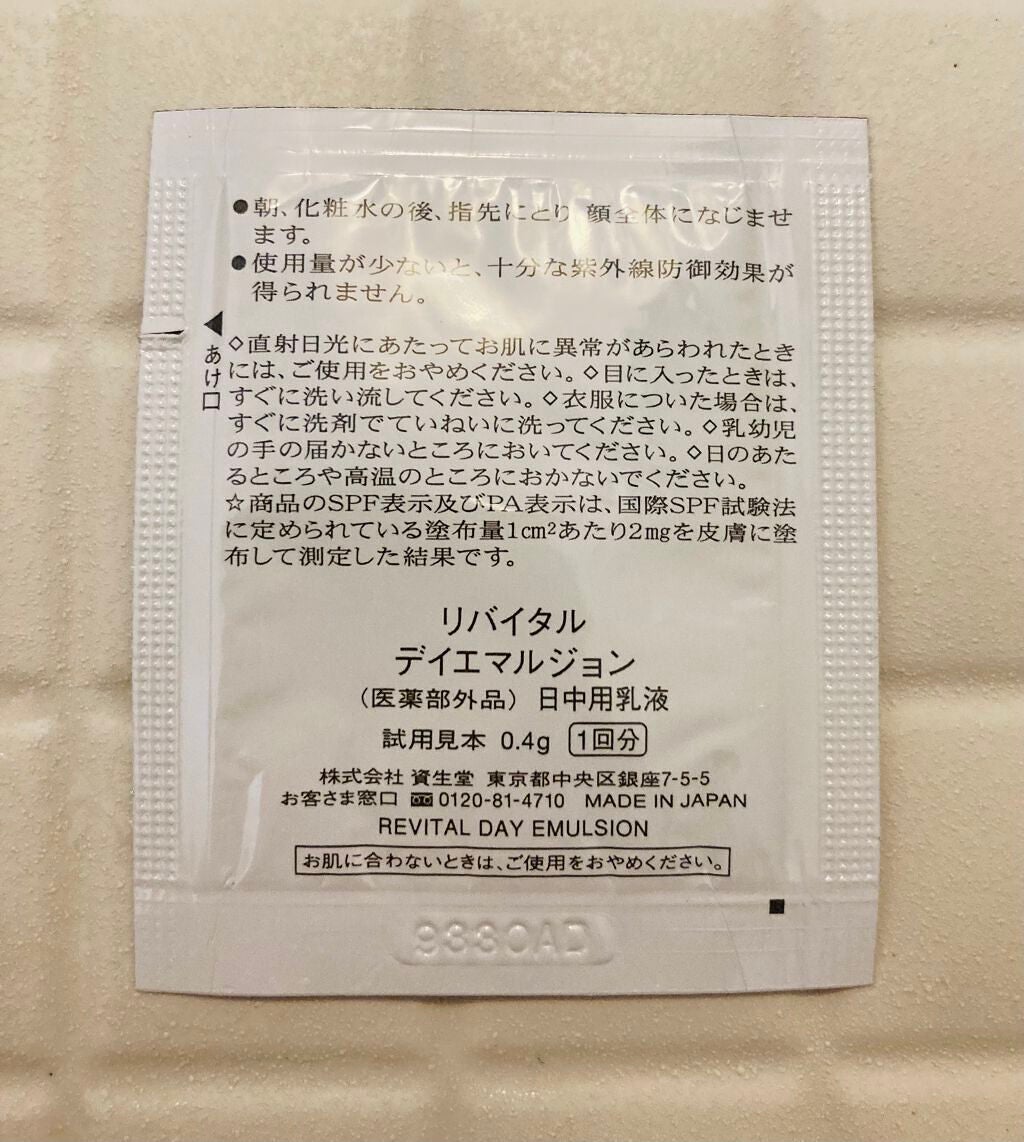 ●朝、化粧水の後、指先にとり、顔全体になじませ
ます。
●使用量が少ないと、十分な紫外線防御効果が
得られません。
◀あけ口
◇直射日光にあたってお肌に異常があらわれたとき
には、ご使用をおやめください。◇目に入ったときは、
すぐに洗い流してください。◇衣服についた場合は、
すぐに洗剤でていねいに洗ってください。◇乳幼児
の手の届かないところにおいてください。◇日のあた
るところや高温のところにおかないでください。
☆商品のSPF表示及びPA表示は、国際SPF試験法
に定められている塗布量1cm²あたり2mgを皮膚に塗
布して測定した結果です。
リバイタル
デイエマルジョン
（医薬部外品） 日中用乳液
試用見本 0.4g 1回分
株式会社 資生堂 東京都中央区銀座7-5-5
お客さま窓口 0120-81-4710 MADE IN JAPAN
REVITAL DAY EMULSION
お肌に合わないときは、ご使用をおやめください。
9330AD